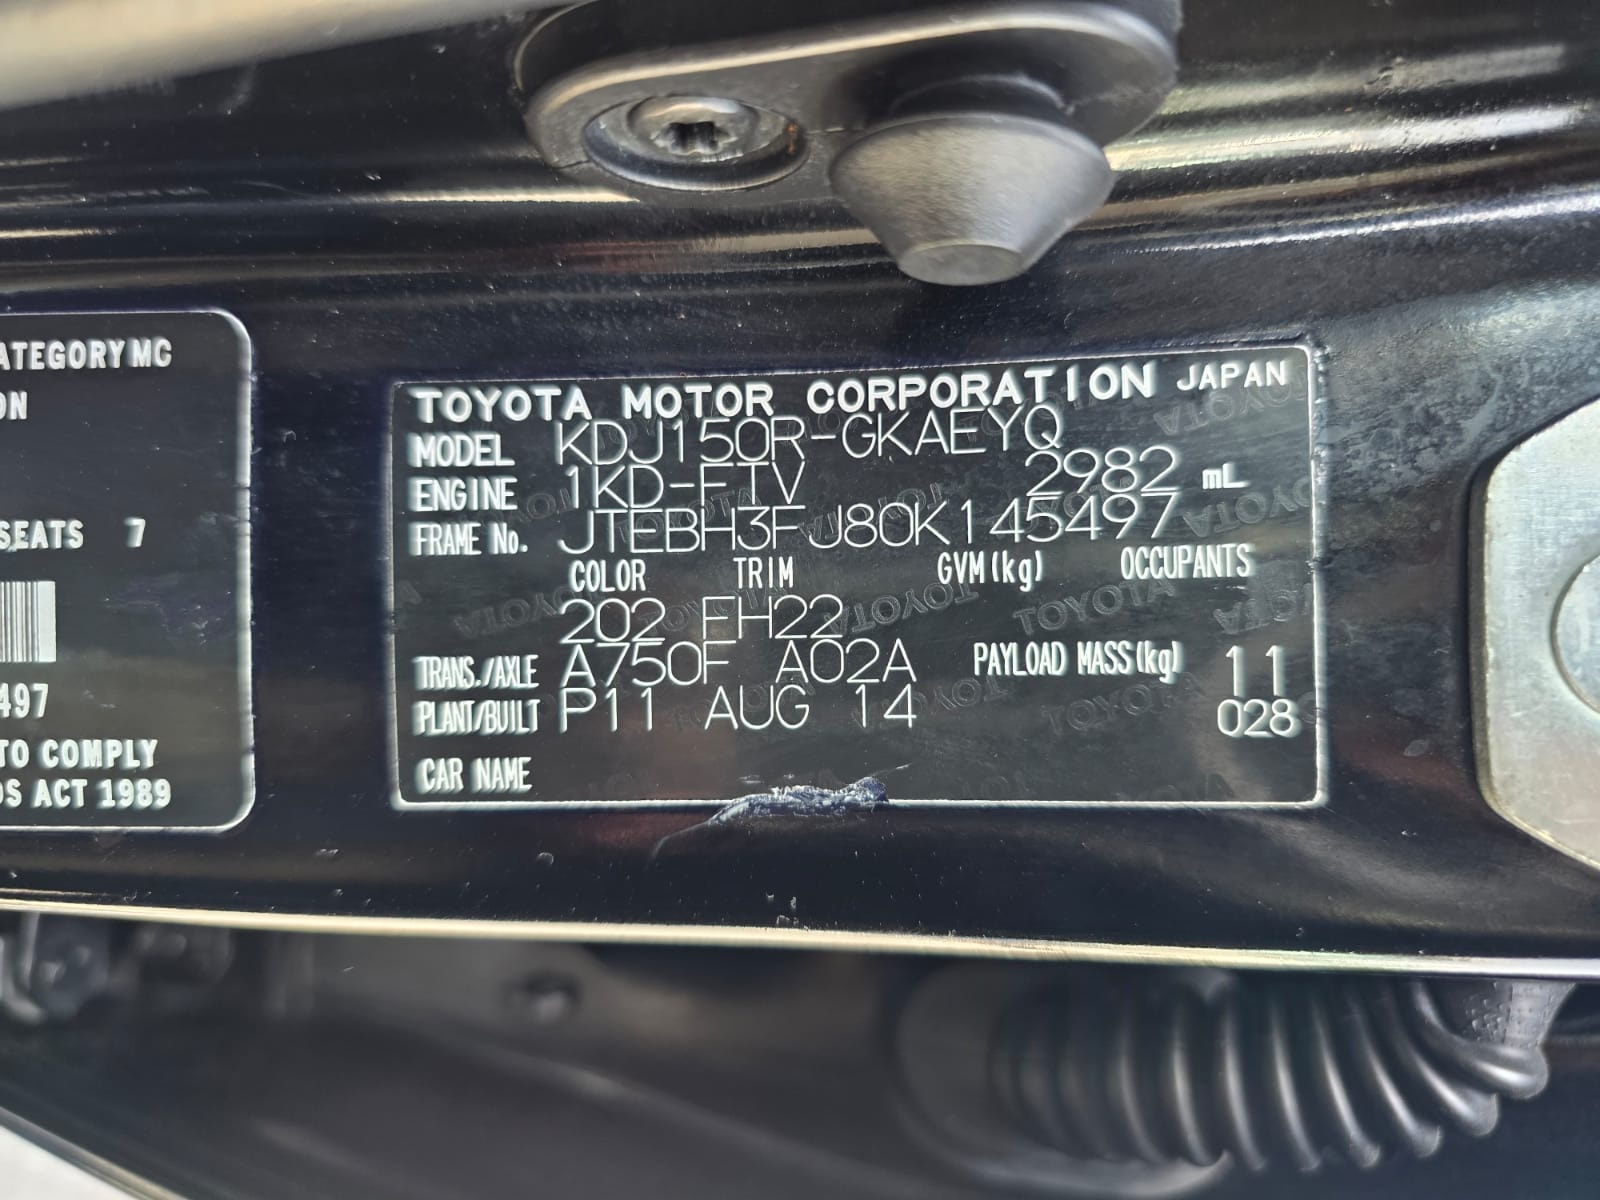 ATEGORY MC
ON
SEATS 7
497
TO COMPLY
DS ACT 1989
TOYOTA MOTOR CORPORATION JAPAN
MODEL KDJ150R-GKAEYQ
ENGINE 1KD-FTV 2982 mL
FRAME No. JTEBH3FJ80K145497
COLOR TRIM GVM(kg) OCCUPANTS
202 FH22
TRANS./AXLE A750F A02A PAYLOAD MASS(kg) 11
PLANT/BUILT P11 AUG 14 028
CAR NAME